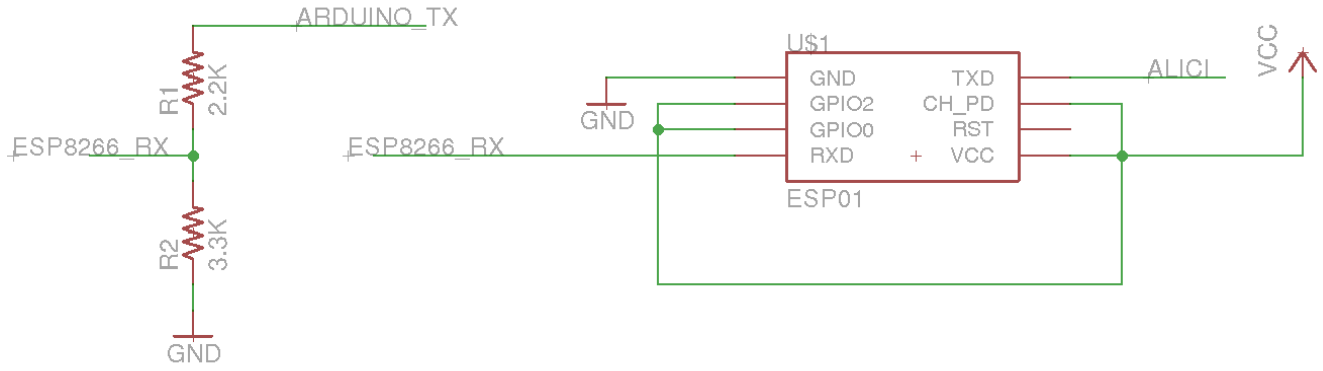 ARDUINO_TX
R1
2.2K
ESP8266_RX
R2
3.3K
GND
ESP8266_RX
GND
U$1
GND
GPIO2
GPIO0
RXD
TXD
CH_PD
RST
VCC
ESP01
ALICI
VCC